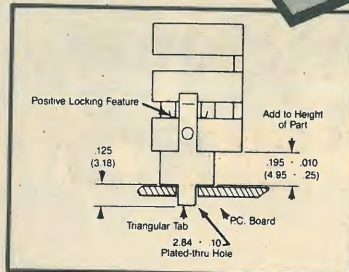 Positive Locking Feature
Add to Height
of Part
.125
(3.18)
.195 · .010
(4.95 · .25)
Triangular Tab
P.C. Board
2.84 · .10
Plated-thru Hole